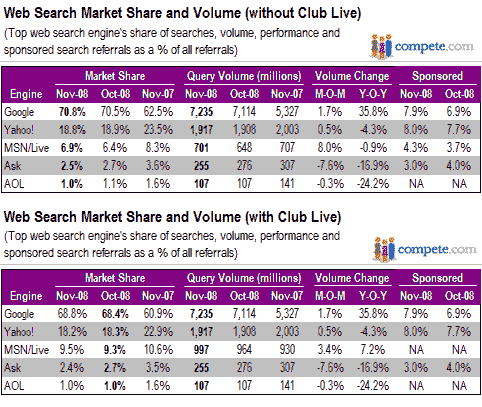 Web Search Market Share and Volume (without Club Live)
(Top web search engine's share of searches, volume, performance and
sponsored search referrals as a % of all referrals)
compete.com
Market Share Query Volume (millions) Volume Change Sponsored
Engine Nov-08 Oct-08 Nov-07 Nov-08 Oct-08 Nov-07 M-O-M Y-O-Y Nov-08 Oct-08
Google 70.8% 70.5% 62.5% 7,235 7,114 5,327 1.7% 35.8% 7.9% 6.9%
Yahoo! 18.8% 18.9% 23.5% 1,917 1,908 2,003 0.5% -4.3% 8.0% 7.7%
MSN/Live 6.9% 6.4% 8.3% 701 648 707 8.0% -0.9% 4.3% 3.7%
Ask 2.5% 2.7% 3.6% 255 276 307 -7.6% -16.9% 3.0% 4.0%
AOL 1.0% 1.1% 1.6% 107 107 141 -0.3% -24.2% NA NA
Web Search Market Share and Volume (with Club Live)
(Top web search engine's share of searches, volume, performance and
sponsored search referrals as a % of all referrals)
compete.com
Market Share Query Volume (millions) Volume Change Sponsored
Engine Nov-08 Oct-08 Nov-07 Nov-08 Oct-08 Nov-07 M-O-M Y-O-Y Nov-08 Oct-08
Google 68.8% 68.4% 60.9% 7,235 7,114 5,327 1.7% 35.8% 7.9% 6.9%
Yahoo! 18.2% 18.3% 22.9% 1,917 1,908 2,003 0.5% -4.3% 8.0% 7.7%
MSN/Live 9.5% 9.3% 10.6% 997 964 930 3.4% 7.2% NA NA
Ask 2.4% 2.7% 3.5% 255 276 307 -7.6% -16.9% 3.0% 4.0%
AOL 1.0% 1.0% 1.6% 107 107 141 -0.3% -24.2% NA NA